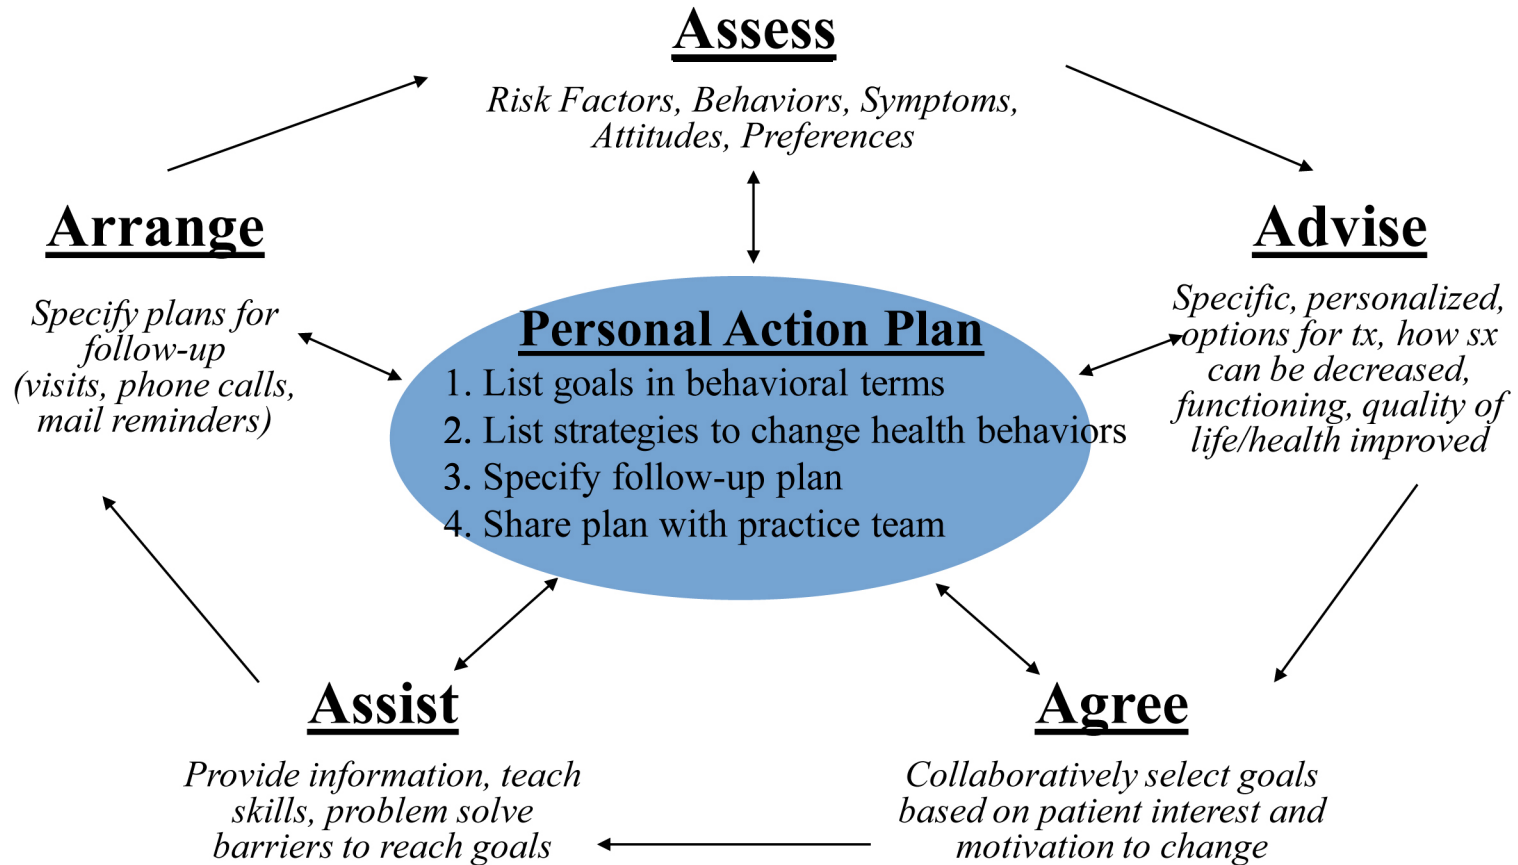 Assess
Risk Factors, Behaviors, Symptoms,
Attitudes, Preferences
Arrange
Specify plans for
follow-up
(visits, phone calls,
mail reminders)
Advise
Specific, personalized,
options for tx, how sx
can be decreased,
functioning, quality of
life/health improved
Personal Action Plan
1. List goals in behavioral terms
2. List strategies to change health behaviors
3. Specify follow-up plan
4. Share plan with practice team
Assist
Provide information, teach
skills, problem solve
barriers to reach goals
Agree
Collaboratively select goals
based on patient interest and
motivation to change